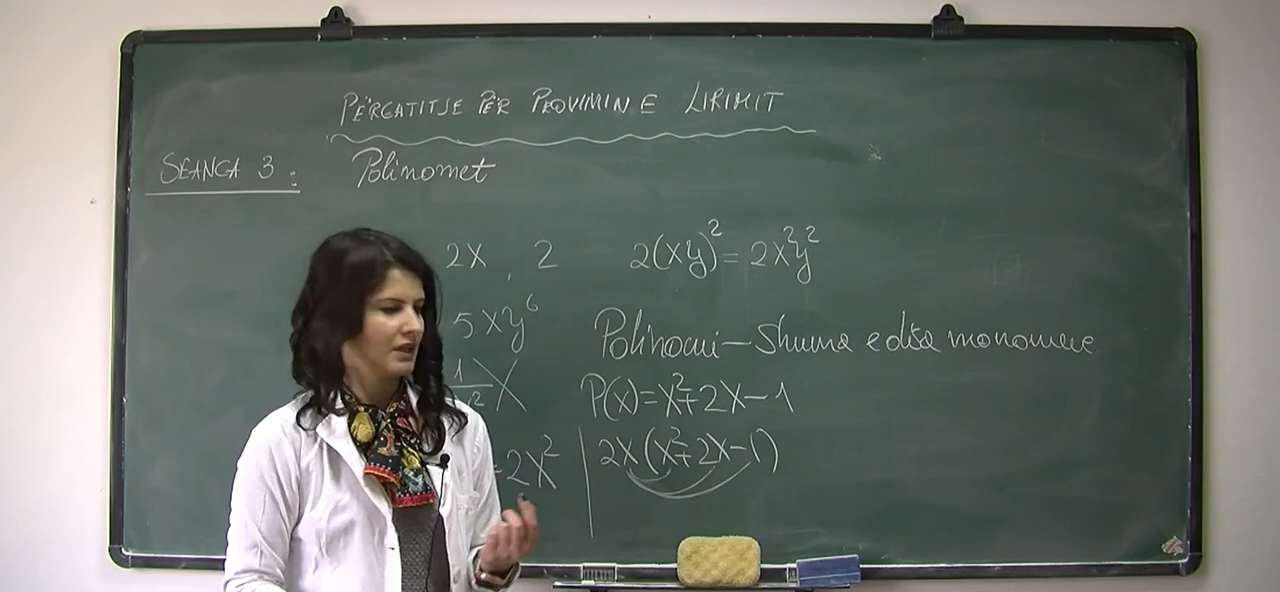 PËRGATITJE PËR PROVIMIN E LIRIMIT
SEANCA 3: Polinomet
2x , 2 2(xy)² = 2x²y²
5xy⁶
Polinomi – Shuma e disa monomeve
P(x) = x² + 2x – 1
= 2x² | 2x(x² + 2x – 1)